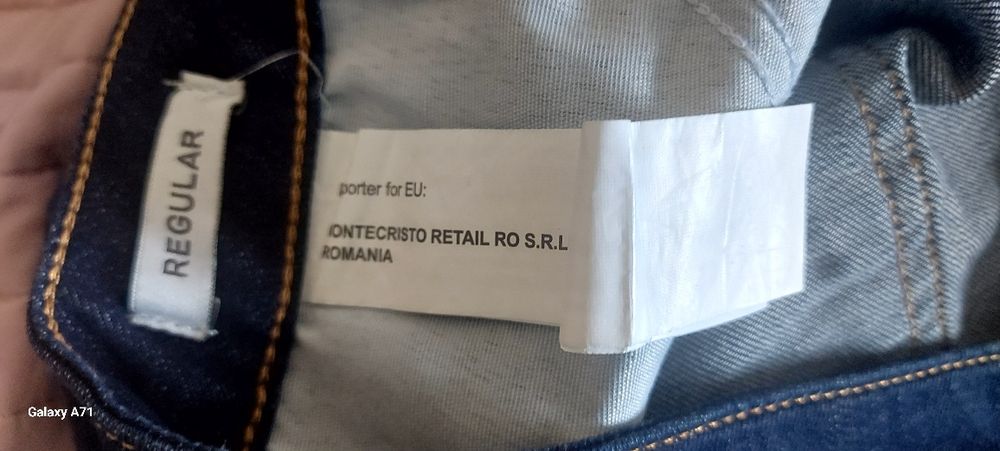 REGULAR
porter for EU:
ONTECRISTO RETAIL RO S.R.L
ROMANIA
Galaxy A71